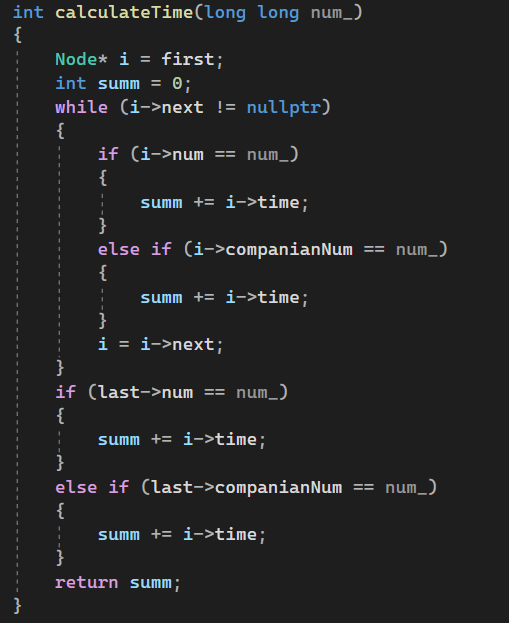 int calculateTime(long long num_)
{
    Node* i = first;
    int summ = 0;
    while (i->next != nullptr)
    {
        if (i->num == num_)
        {
            summ += i->time;
        }
        else if (i->companianNum == num_)
        {
            summ += i->time;
        }
        i = i->next;
    }
    if (last->num == num_)
    {
        summ += i->time;
    }
    else if (last->companianNum == num_)
    {
        summ += i->time;
    }
    return summ;
}